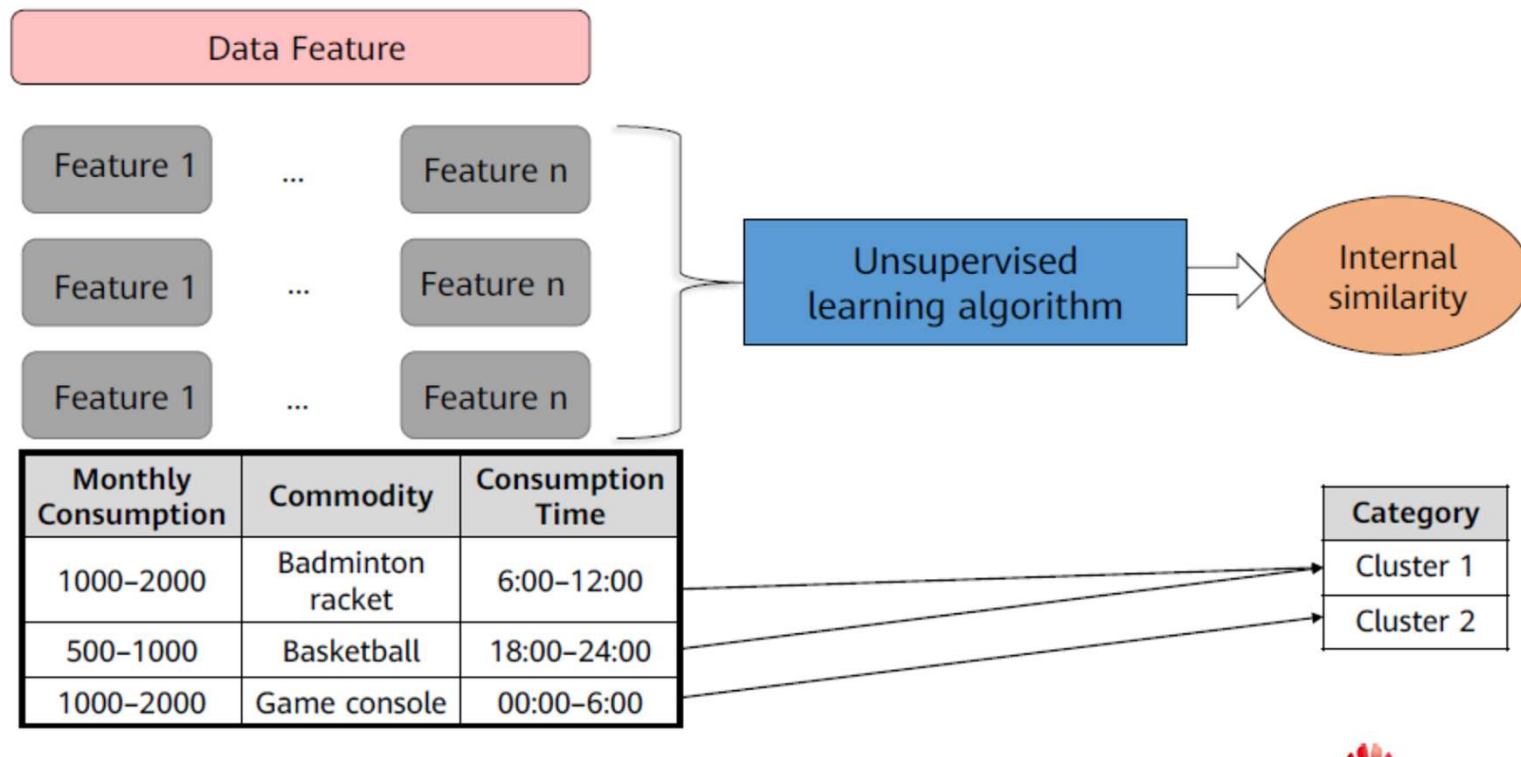 Data Feature
Feature 1 ... Feature n
Feature 1 ... Feature n
Feature 1 ... Feature n
Unsupervised
learning algorithm
Internal
similarity
Monthly
Consumption
Commodity
Consumption
Time
1000–2000
Badminton
racket
6:00–12:00
500–1000 Basketball 18:00–24:00
1000–2000 Game console 00:00–6:00
Category
Cluster 1
Cluster 2